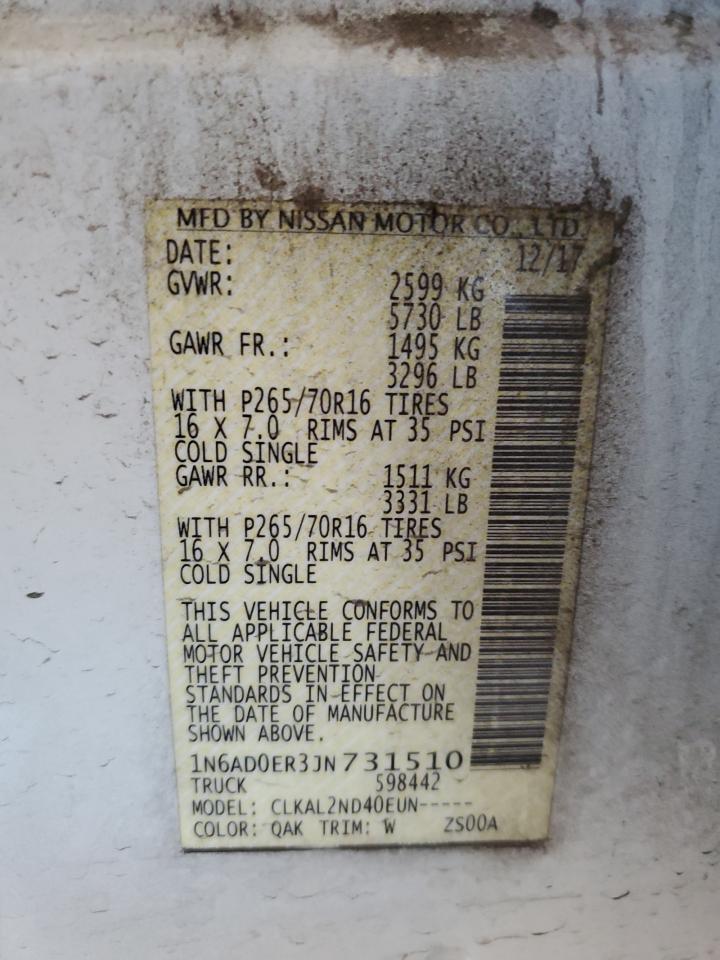 MFD BY NISSAN MOTOR CO., LTD.
DATE: 12/17
GVWR: 2599 KG
5730 LB
GAWR FR.: 1495 KG
3296 LB
WITH P265/70R16 TIRES
16 X 7.0 RIMS AT 35 PSI
COLD SINGLE
GAWR RR.: 1511 KG
3331 LB
WITH P265/70R16 TIRES
16 X 7.0 RIMS AT 35 PSI
COLD SINGLE
THIS VEHICLE CONFORMS TO
ALL APPLICABLE FEDERAL
MOTOR VEHICLE SAFETY AND
THEFT PREVENTION
STANDARDS IN EFFECT ON
THE DATE OF MANUFACTURE
SHOWN ABOVE.
1N6AD0ER3JN731510
TRUCK 598442
MODEL: CLKAL2ND40EUN-----
COLOR: QAK TRIM: W ZS00A